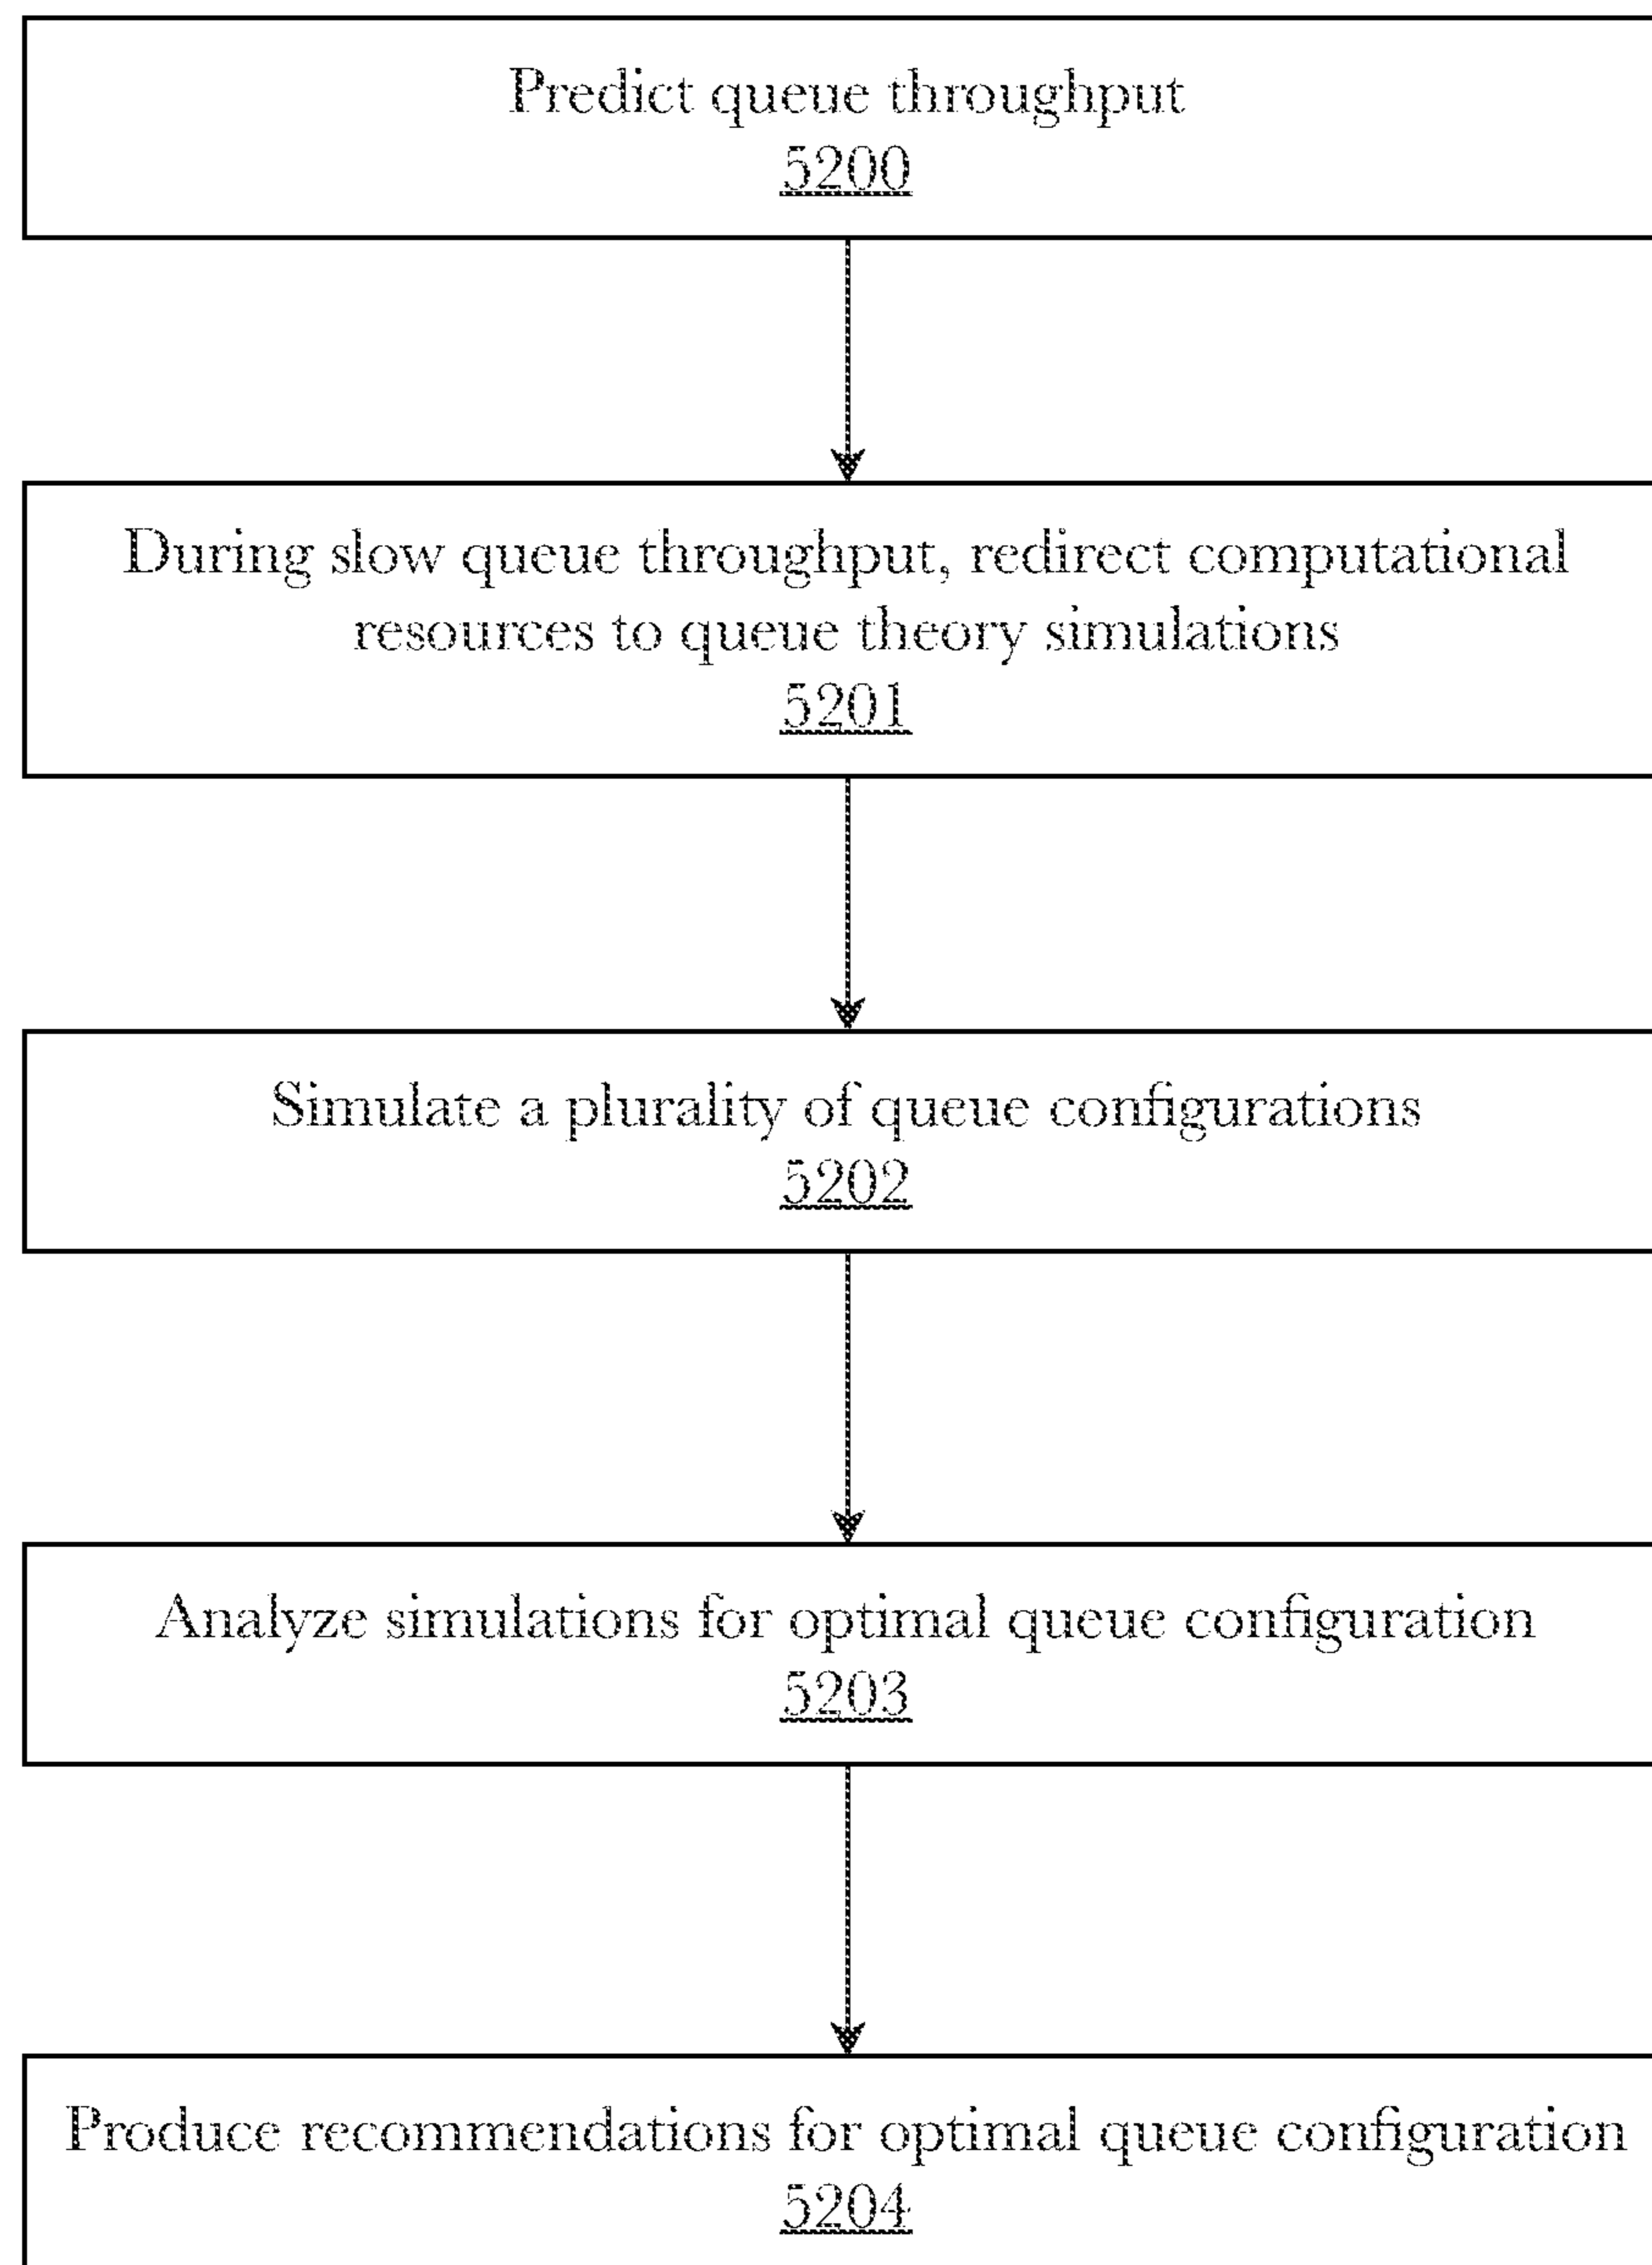 Predict queue throughput
5200
During slow queue throughput, redirect computational
resources to queue theory simulations
5201
Simulate a plurality of queue configurations
5202
Analyze simulations for optimal queue configuration
5203
Produce recommendations for optimal queue configuration
5204